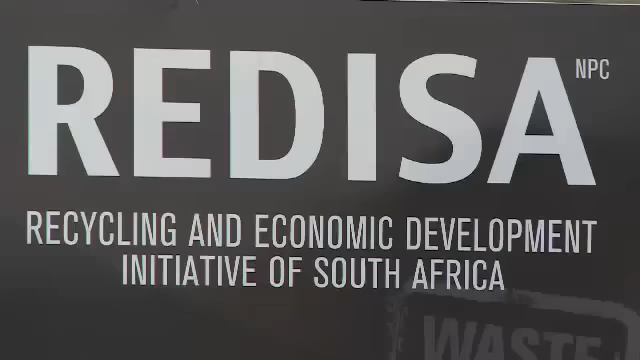 REDISA NPC
RECYCLING AND ECONOMIC DEVELOPMENT
INITIATIVE OF SOUTH AFRICA
WASTE